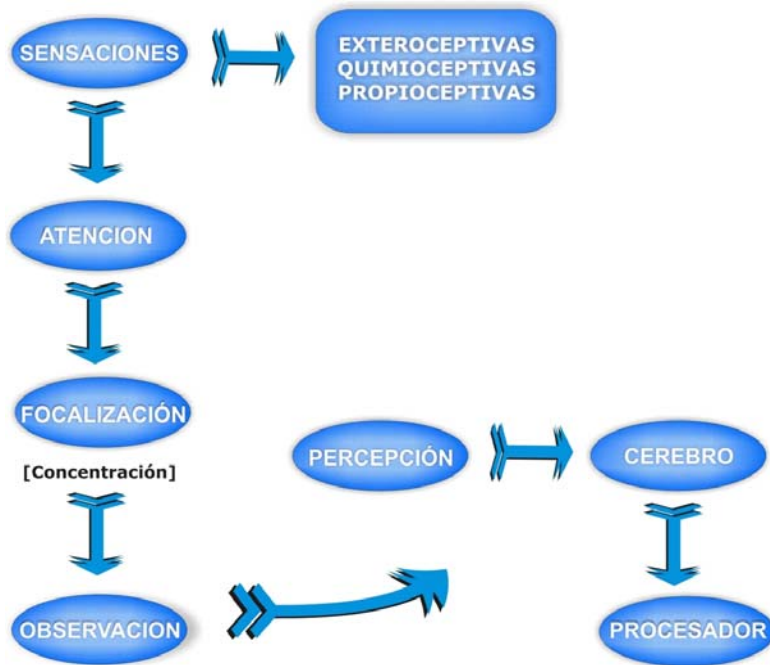 SENSACIONES
EXTEROCEPTIVAS
QUIMIOCEPTIVAS
PROPIOCEPTIVAS
ATENCION
FOCALIZACIÓN
[Concentración]
PERCEPCIÓN
CEREBRO
OBSERVACION
PROCESADOR